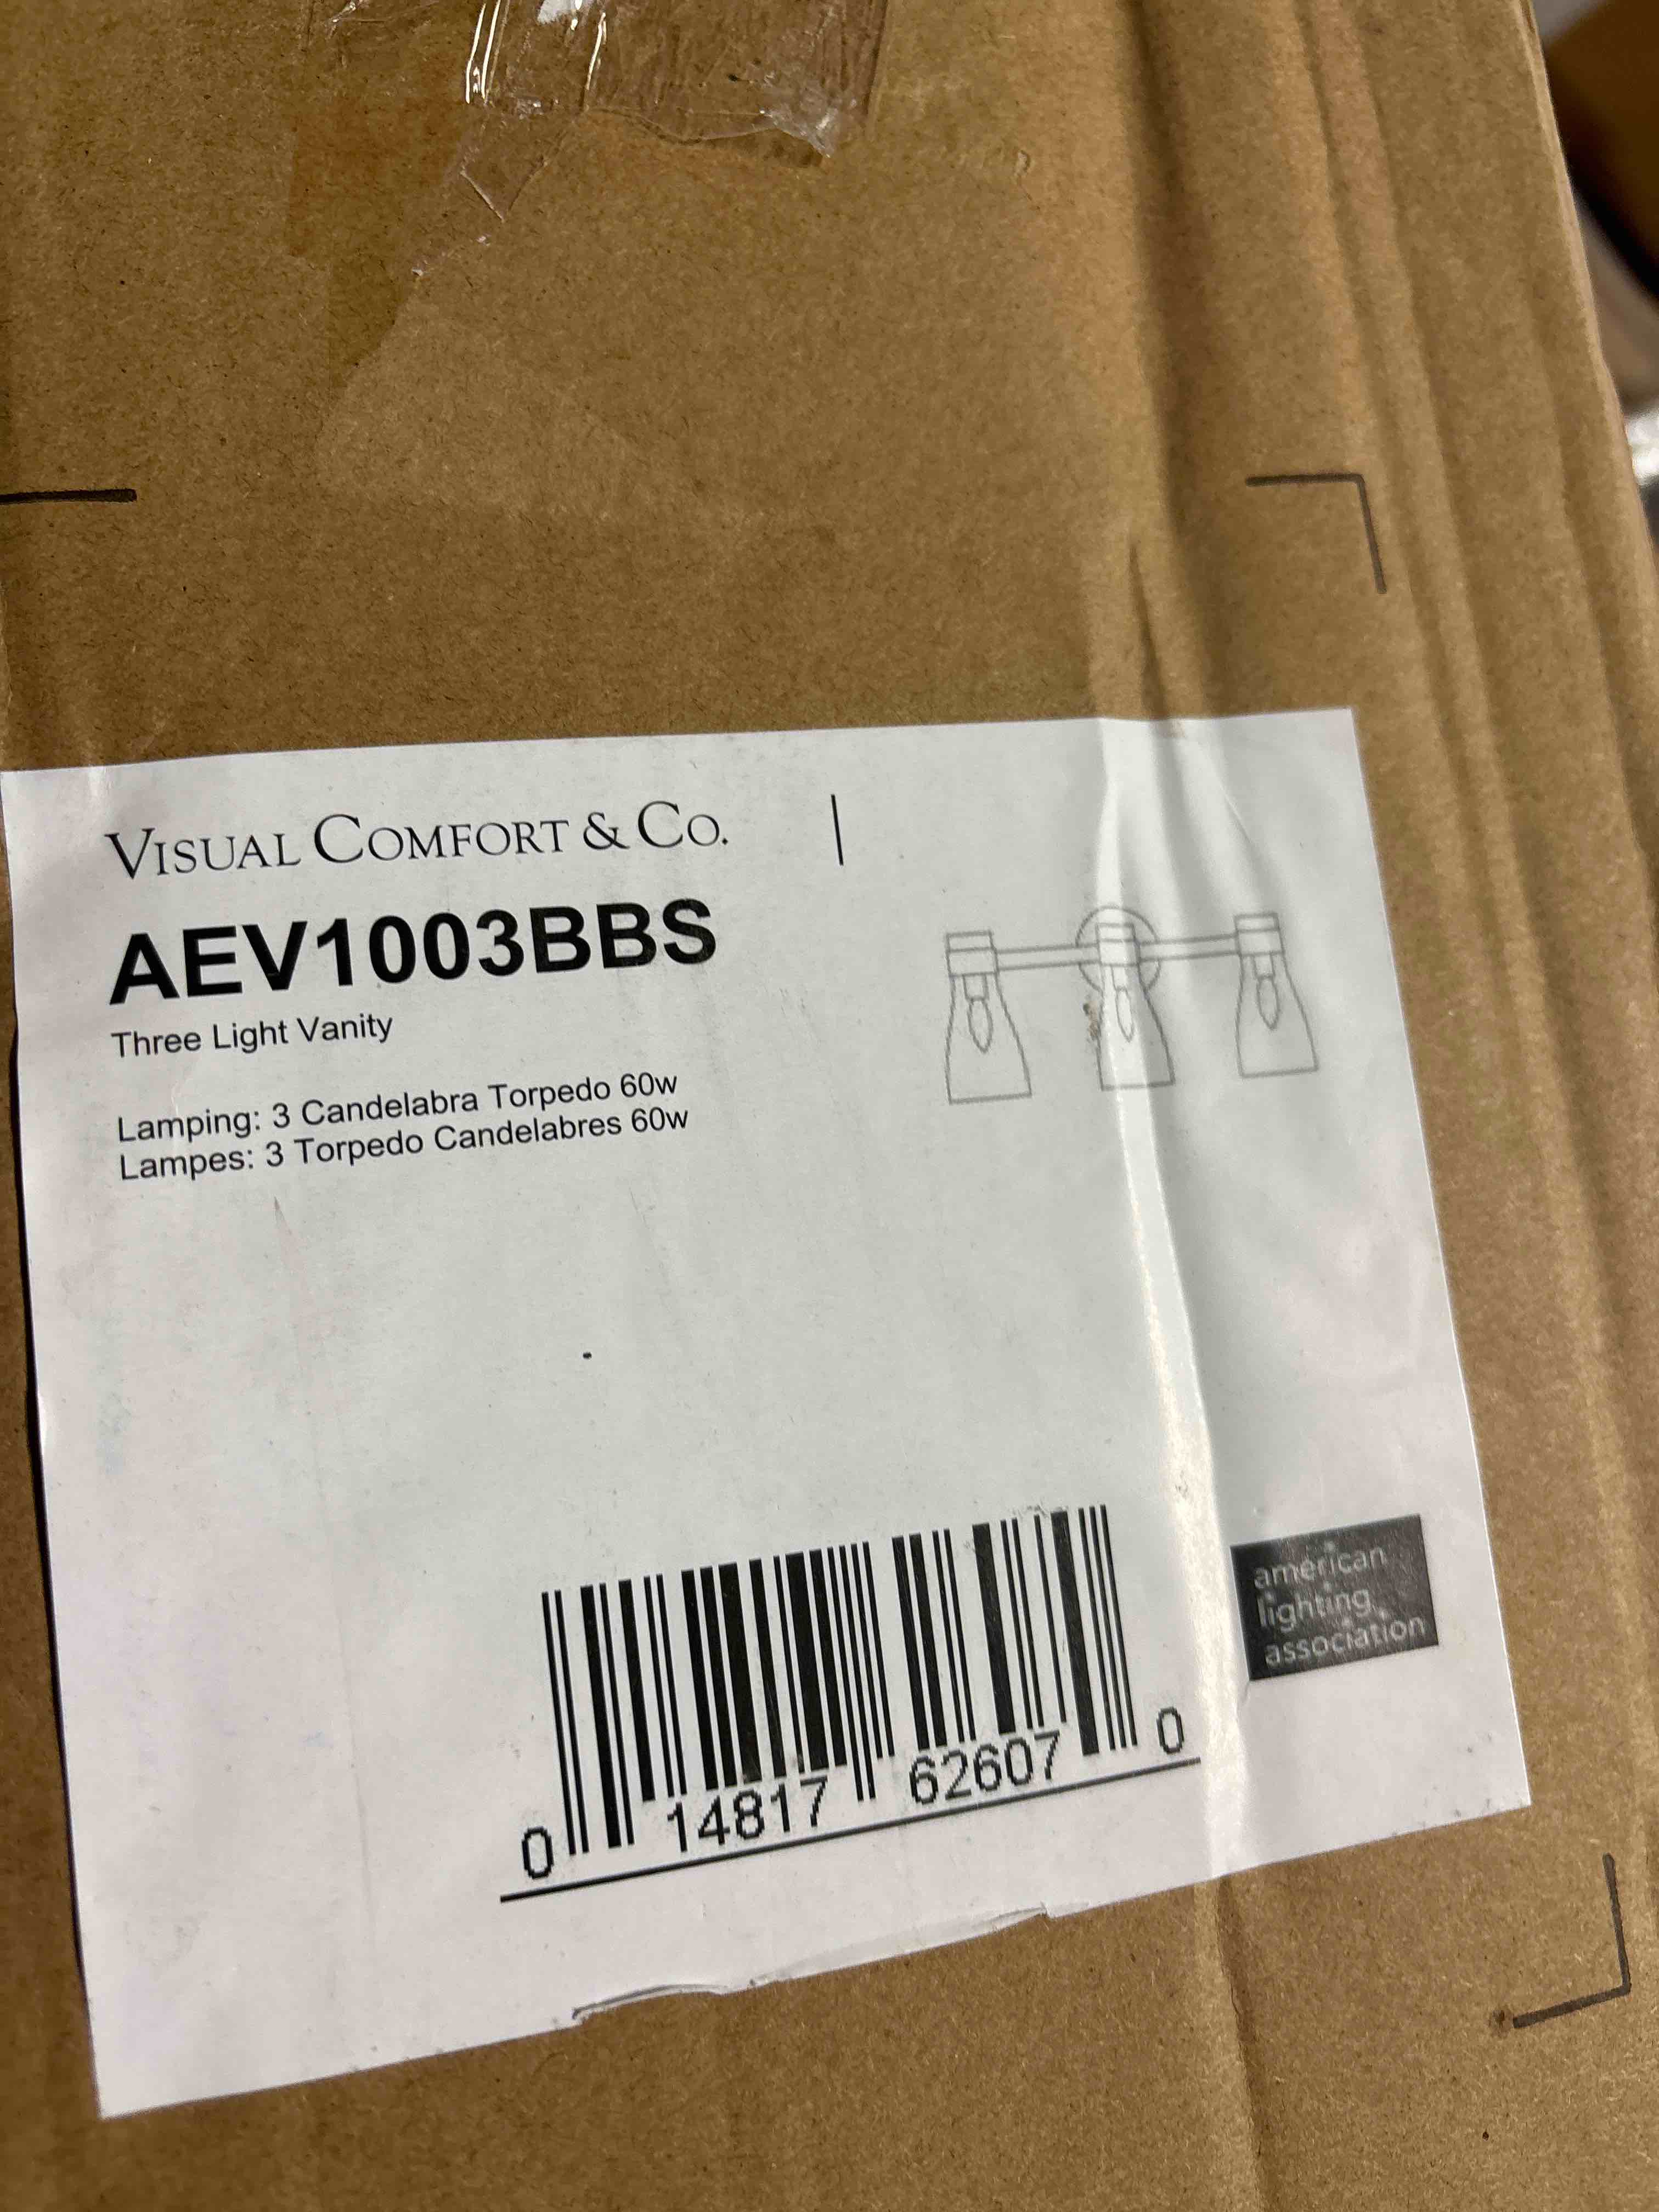 VISUAL COMFORT & CO.
AEV1003BBS
Three Light Vanity
Lamping: 3 Candelabra Torpedo 60w
Lampes: 3 Torpedo Candelabres 60w
0 14817 62607 0
american
lighting
association